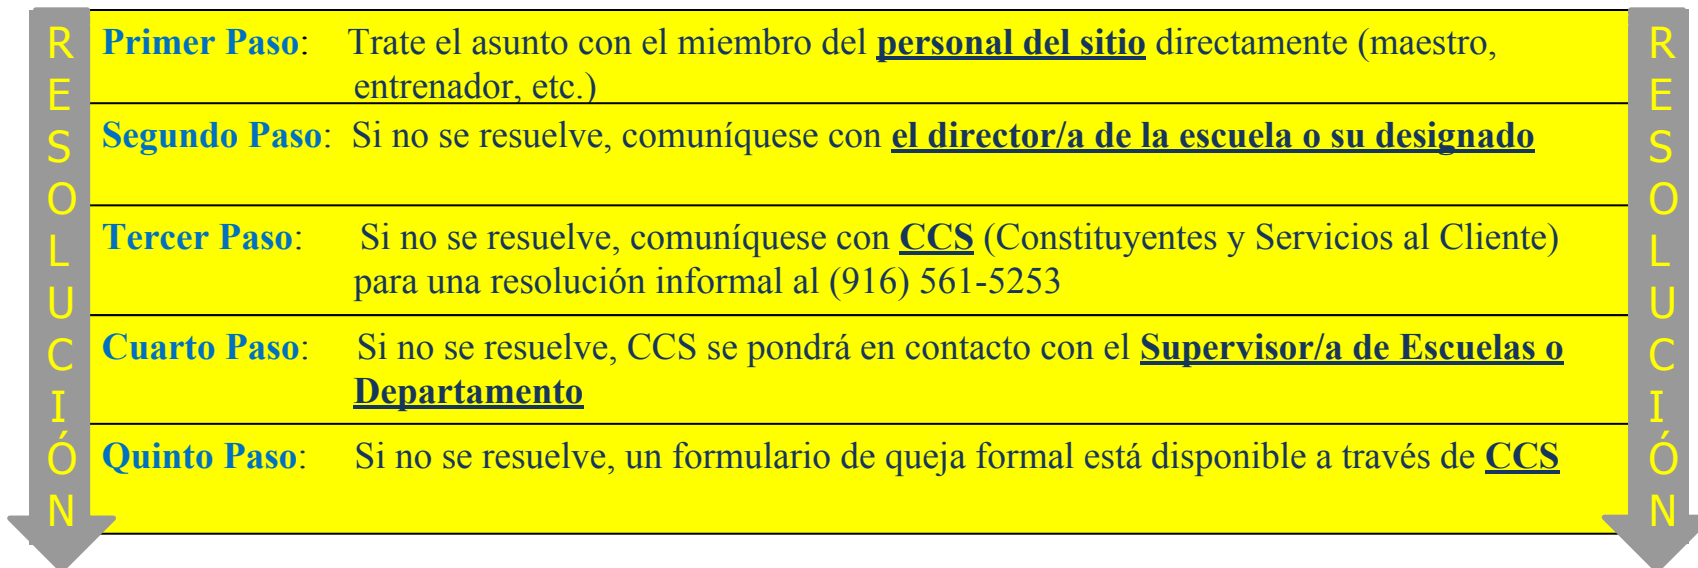 RESOLUCIÓN
Primer Paso: Trate el asunto con el miembro del personal del sitio directamente (maestro,
entrenador, etc.)
Segundo Paso: Si no se resuelve, comuníquese con el director/a de la escuela o su designado
Tercer Paso: Si no se resuelve, comuníquese con CCS (Constituyentes y Servicios al Cliente)
para una resolución informal al (916) 561-5253
Cuarto Paso: Si no se resuelve, CCS se pondrá en contacto con el Supervisor/a de Escuelas o
Departamento
Quinto Paso: Si no se resuelve, un formulario de queja formal está disponible a través de CCS
RESOLUCIÓN